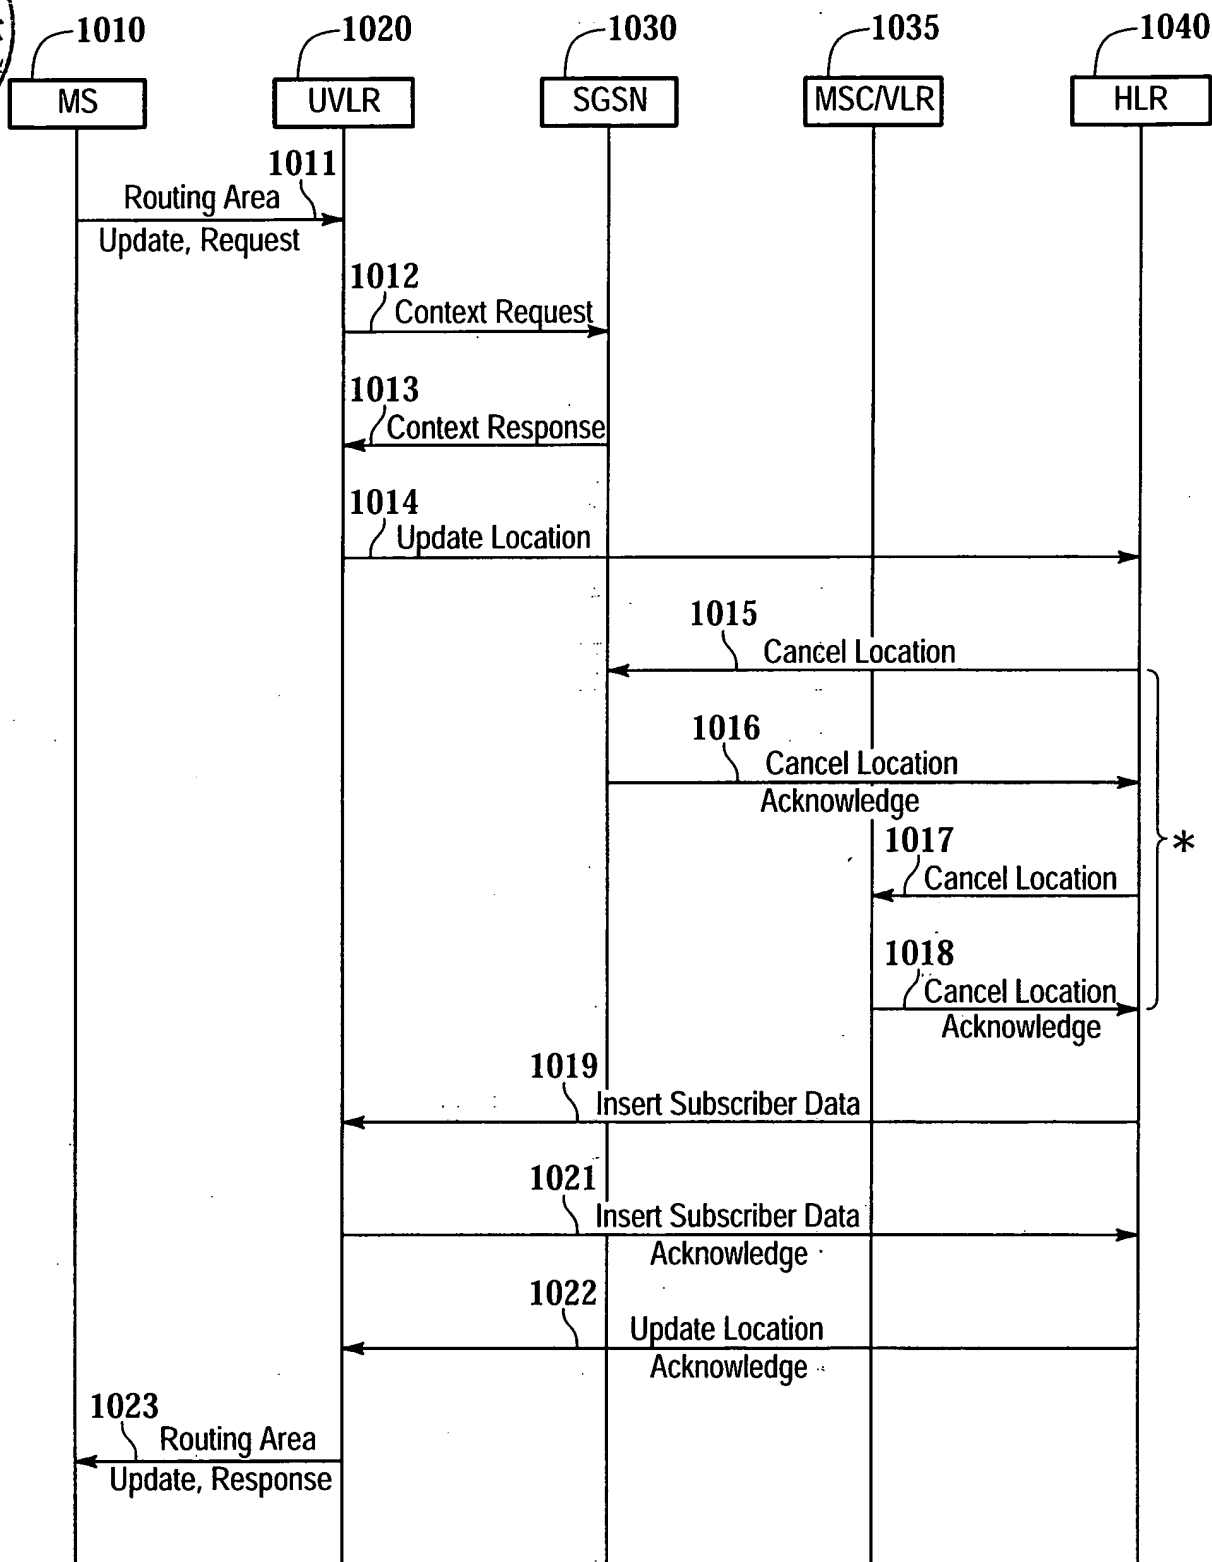 1010
1020
1030
1035
1040
MS
UVLR
SGSN
MSC/VLR
HLR
1011
Routing Area
Update, Request
1012
Context Request
1013
Context Response
1014
Update Location
1015
Cancel Location
1016
Cancel Location
Acknowledge
*
1017
Cancel Location
1018
Cancel Location
Acknowledge
1019
Insert Subscriber Data
1021
Insert Subscriber Data
Acknowledge
1022
Update Location
Acknowledge
1023
Routing Area
Update, Response